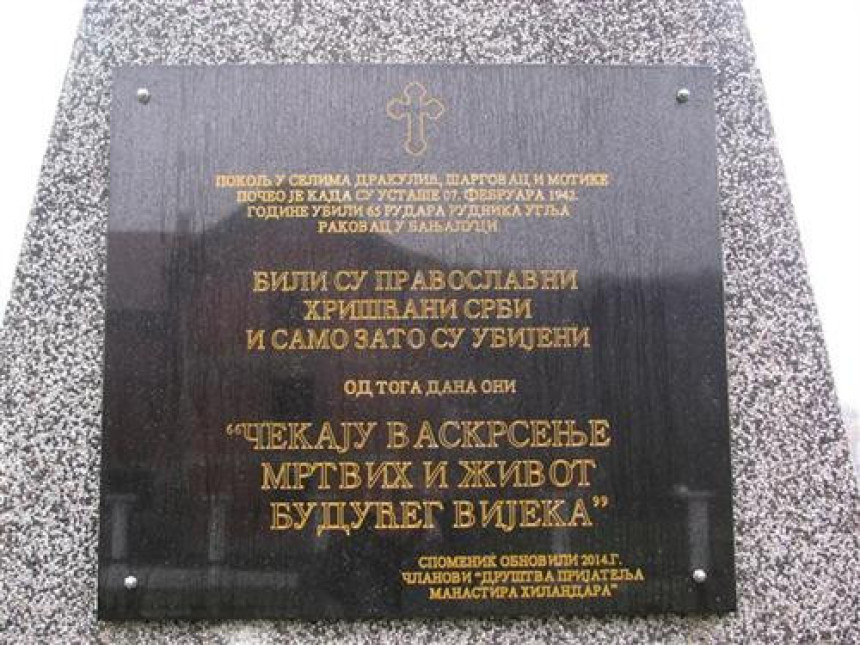 ПОКОЉ У СЕЛИМА ДРАКУЛИЋ, ШАРГОВАЦ И МОТИКЕ
ПОЧЕО ЈЕ КАДА СУ УСТАШЕ 07. ФЕБРУАРА 1942.
ГОДИНЕ УБИЛИ 65 РУДАРА РУДНИКА УГЉА
РАКОВАЦ У БАЊАЛУЦИ
БИЛИ СУ ПРАВОСЛАВНИ
ХРИШЋАНИ СРБИ
И САМО ЗАТО СУ УБИЈЕНИ
ОД ТОГА ДАНА ОНИ
“ЧЕКАЈУ ВАСКРСЕЊЕ
МРТВИХ И ЖИВОТ
БУДУЋЕГ ВИЈЕКА”
СПОМЕНИК ОБНОВИЛИ 2014.Г.
ЧЛАНОВИ “ДРУШТВА ПРИЈАТЕЉА
МАНАСТИРА ХИЛАНДАРА”